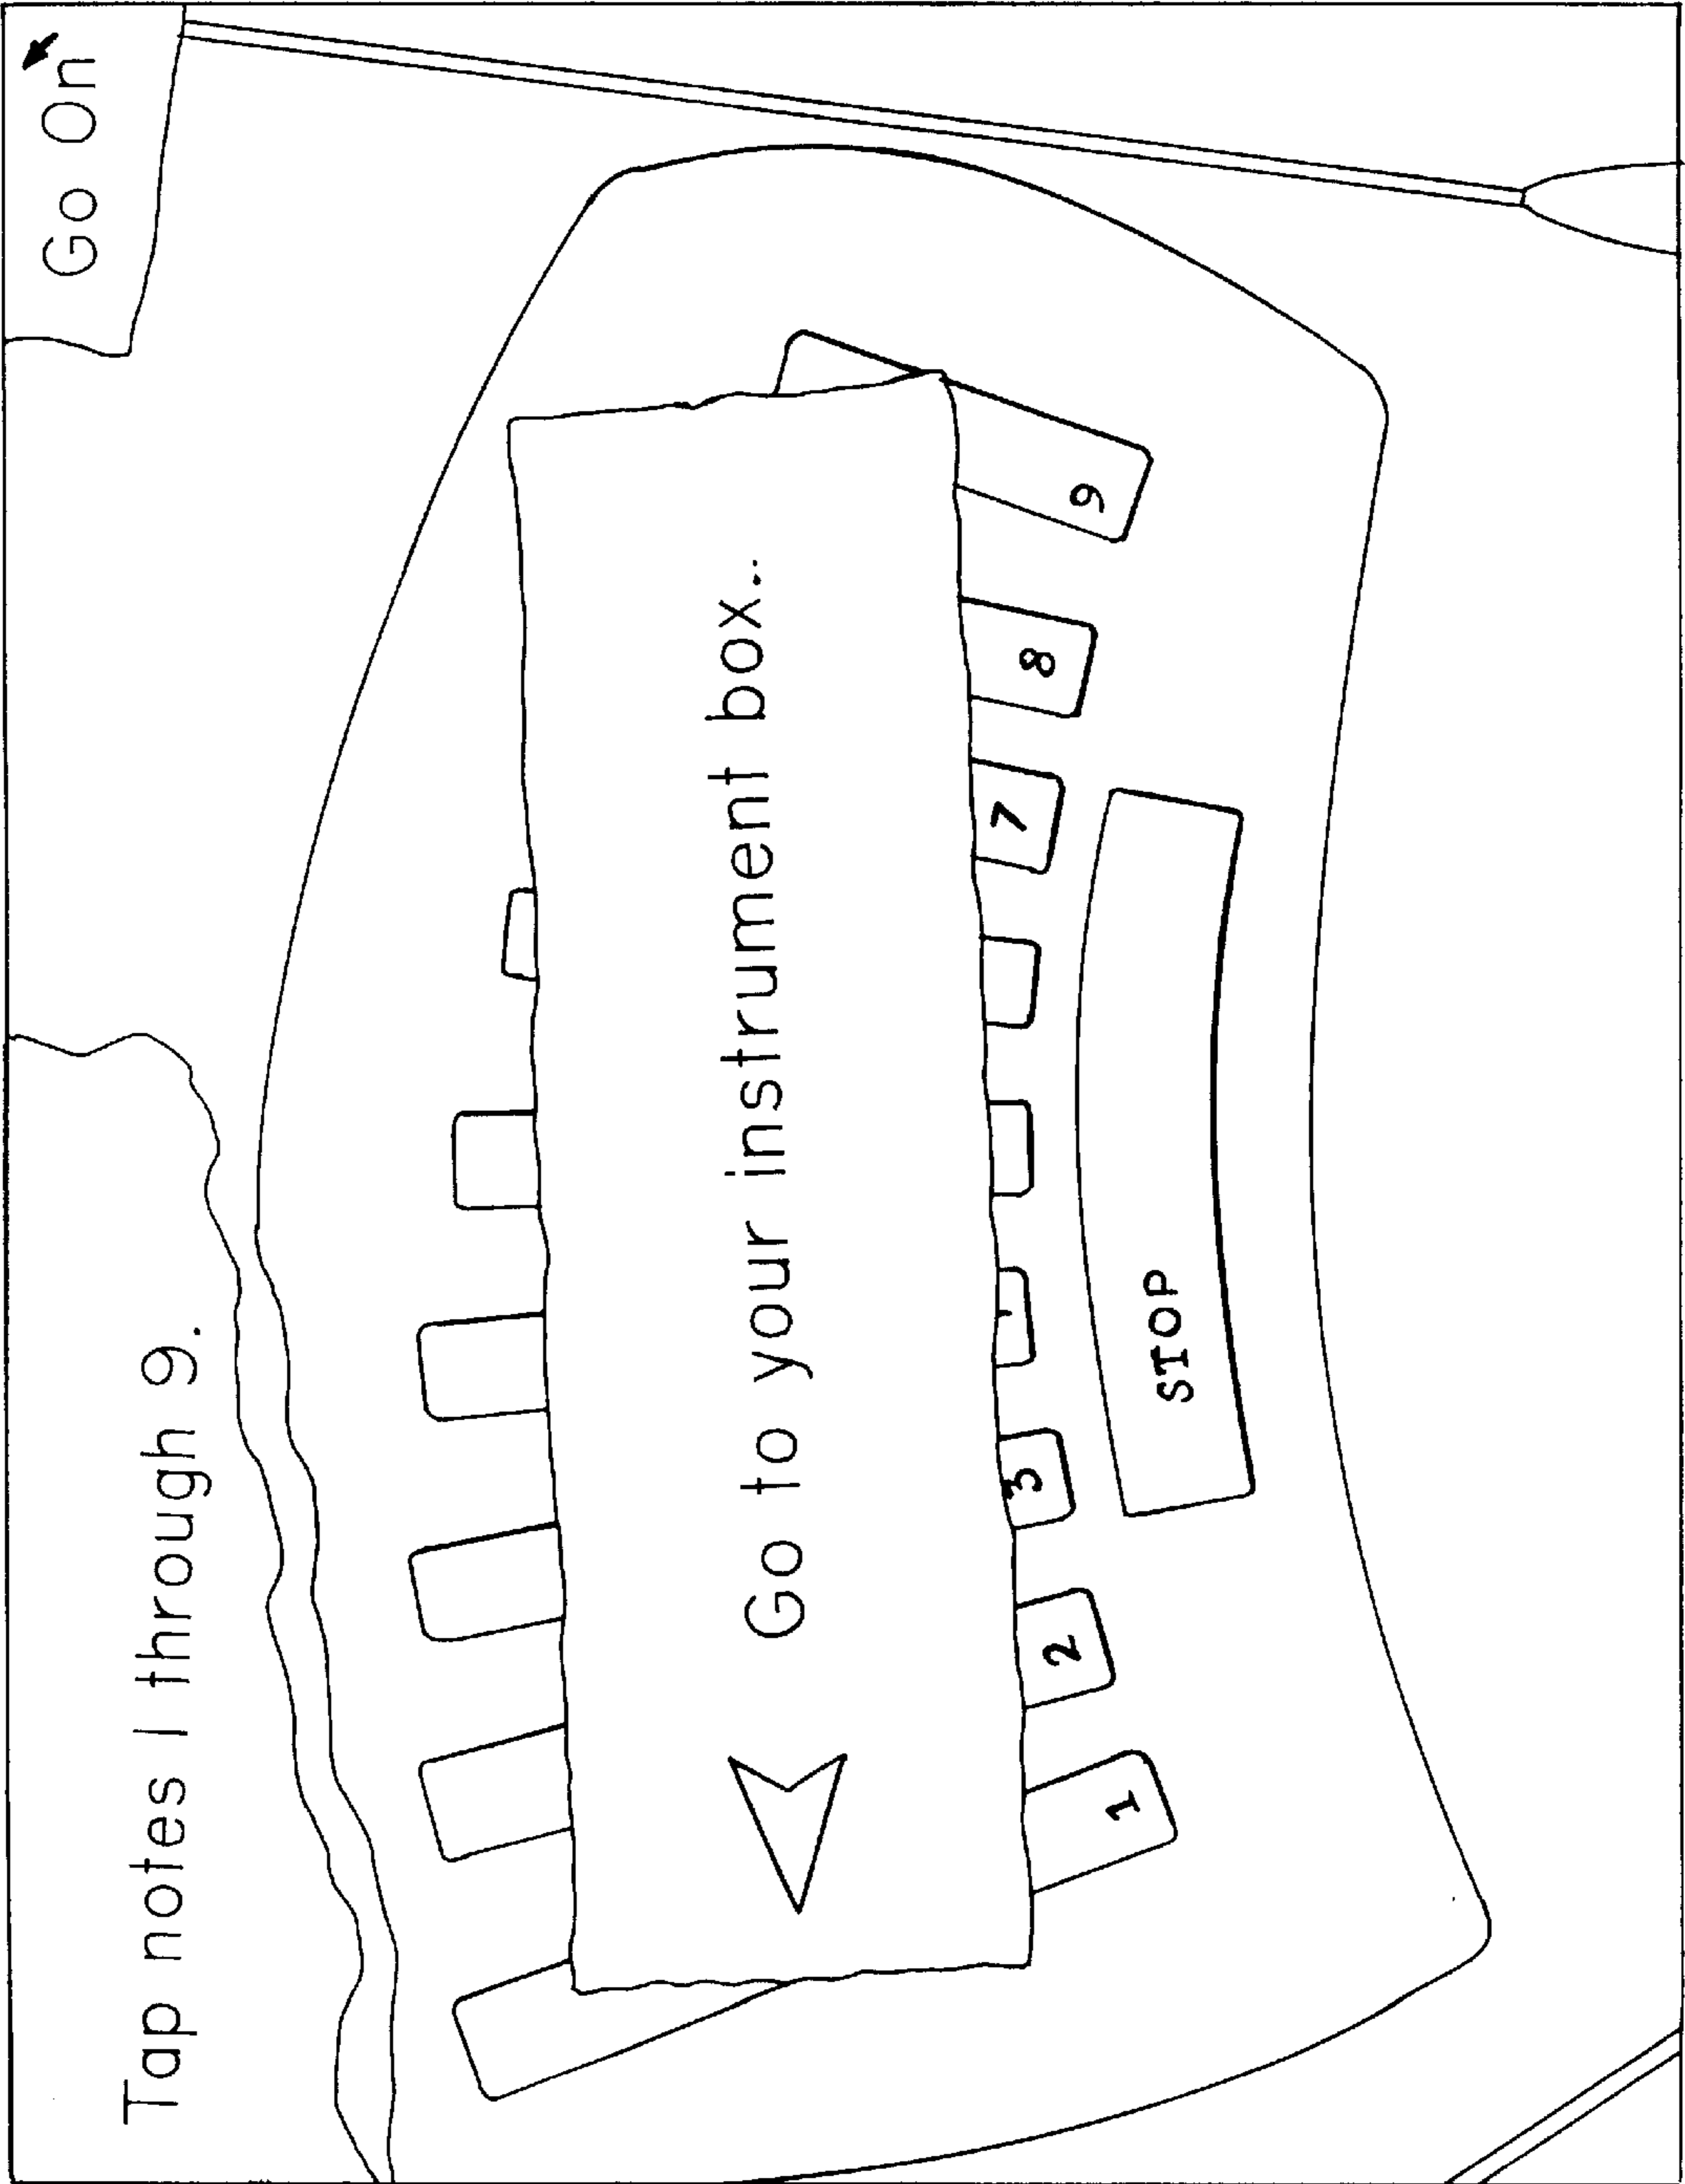 Tap notes 1 through 9.
Go On
Go to your instrument box..
1
2
3
7
8
9
STOP